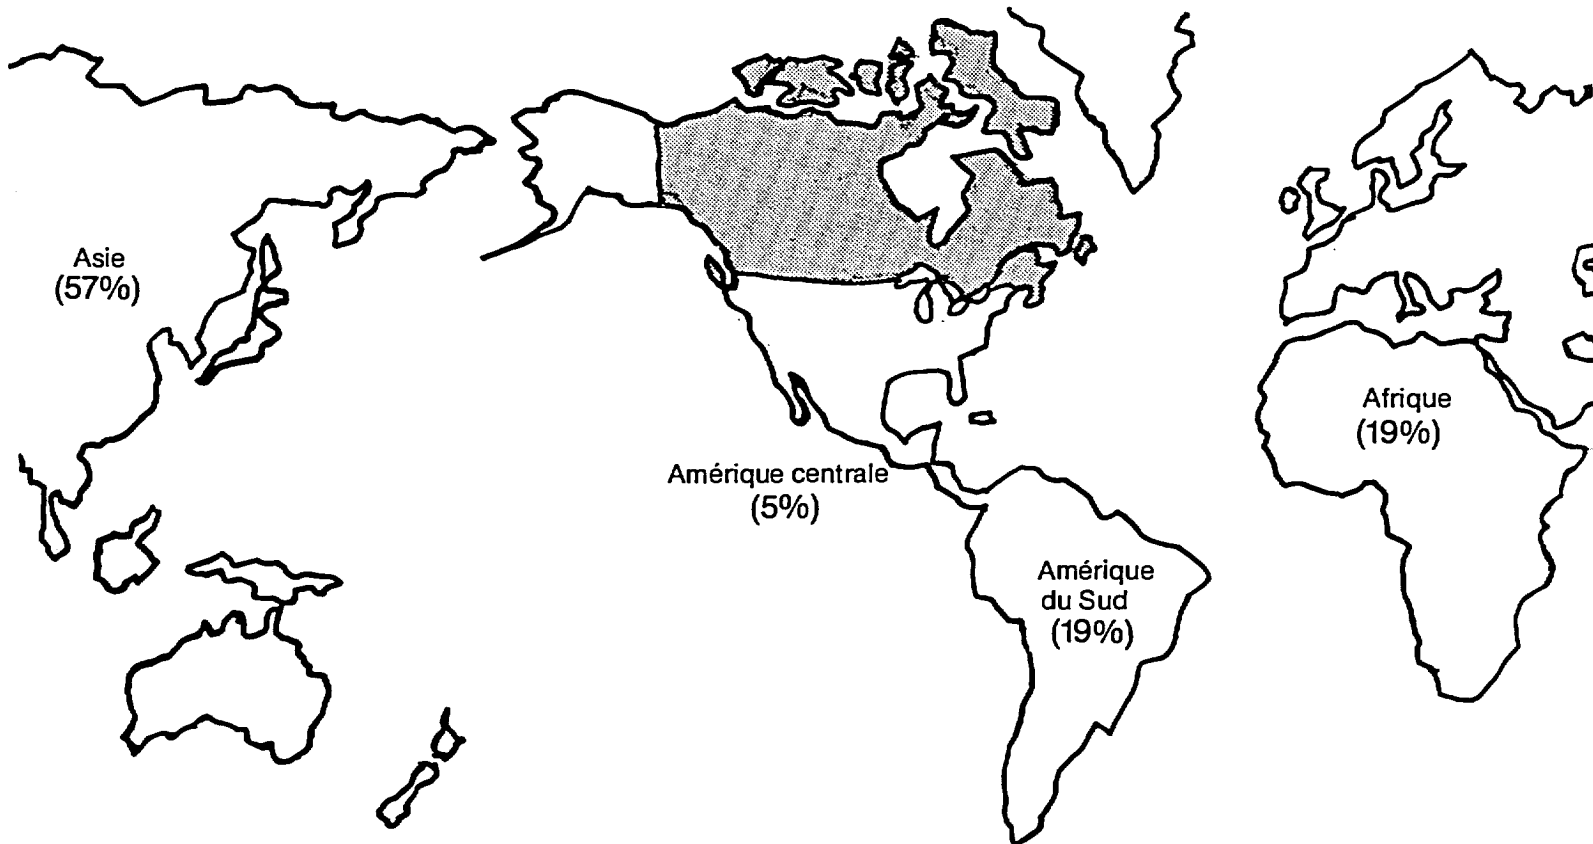 Asie
(57%)
Afrique
(19%)
Amérique centrale
(5%)
Amérique
du Sud
(19%)